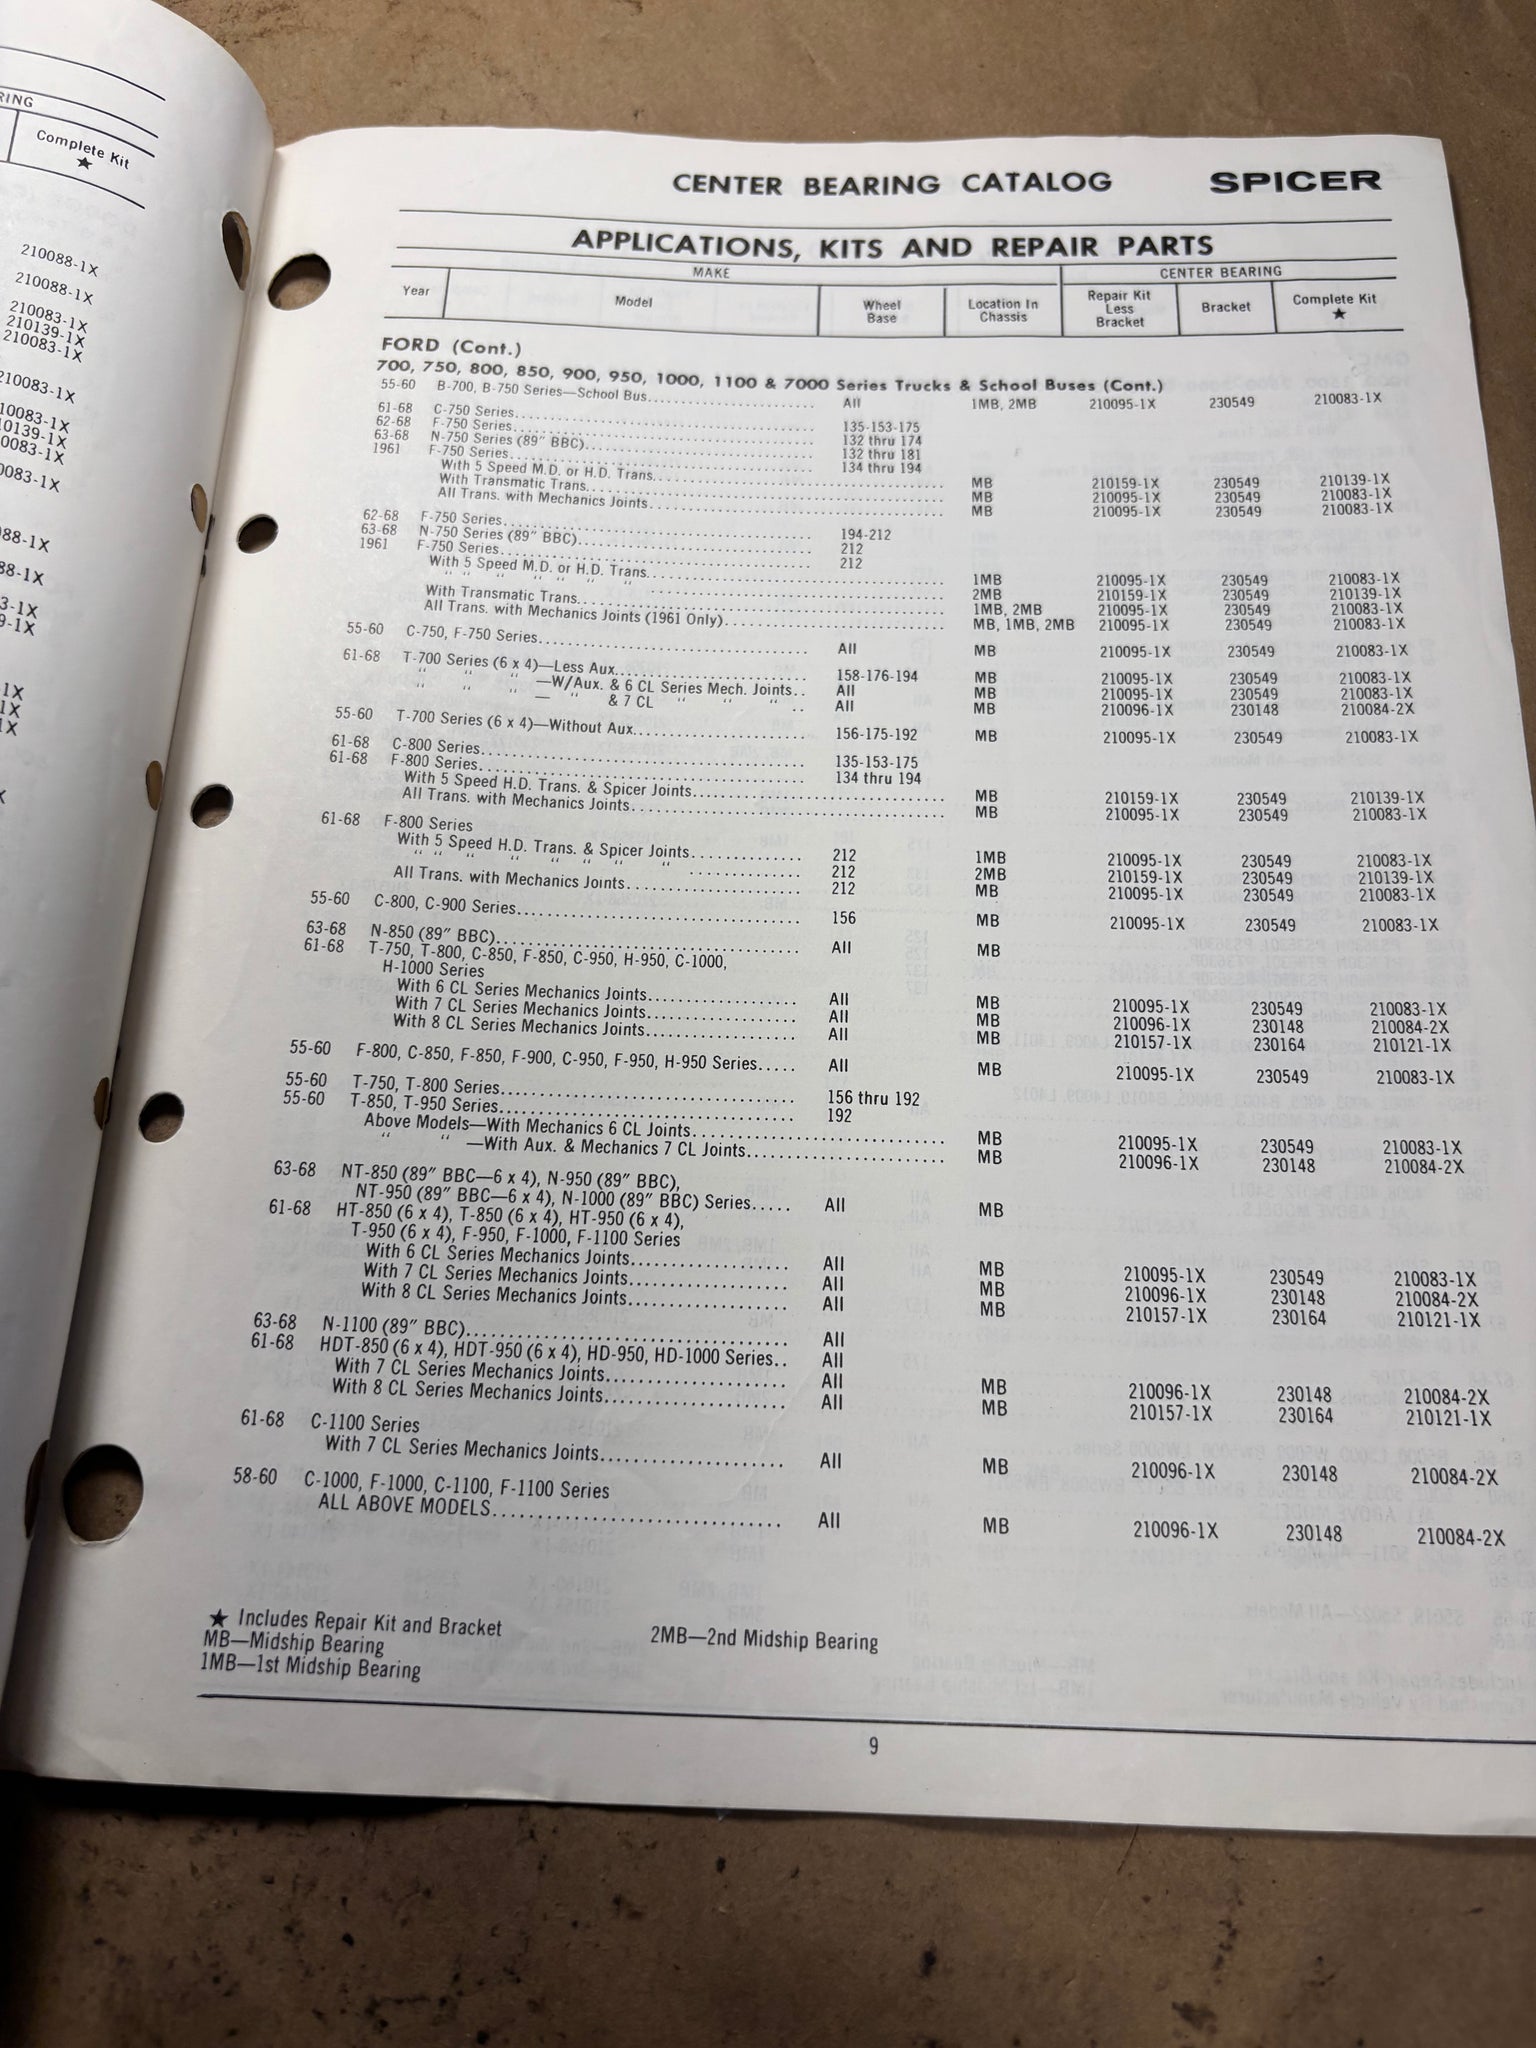 RING
Complete Kit
★
210088-1X
210088-1X
210083-1X
210139-1X
210083-1X
210083-1X
210083-1X
210139-1X
210083-1X
210083-1X
CENTER BEARING CATALOG SPICER
APPLICATIONS, KITS AND REPAIR PARTS
MAKE CENTER BEARING
Year Model Wheel Base Location In Chassis Repair Kit Less Bracket Bracket Complete Kit ★
FORD (Cont.)
700, 750, 800, 850, 900, 950, 1000, 1100 & 7000 Series Trucks & School Buses (Cont.)
55-60 B-700, B-750 Series—School Bus All 1MB, 2MB 210095-1X 230549 210083-1X
61-68 C-750 Series 135-153-175
62-68 F-750 Series 132 thru 174
63-68 N-750 Series (89" BBC) 132 thru 181
1961 F-750 Series 134 thru 194
With 5 Speed M.D. or H.D. Trans. MB 210159-1X 230549 210139-1X
With Transmatic Trans. MB 210095-1X 230549 210083-1X
All Trans. with Mechanics Joints MB 210095-1X 230549 210083-1X
62-68 F-750 Series 194-212
63-68 N-750 Series (89" BBC) 212
1961 F-750 Series 212
With 5 Speed M.D. or H.D. Trans. 1MB 210095-1X 230549 210083-1X
" " " " " " " 2MB 210159-1X 230549 210139-1X
With Transmatic Trans. 1MB, 2MB 210095-1X 230549 210083-1X
All Trans. with Mechanics Joints (1961 Only) MB, 1MB, 2MB 210095-1X 230549 210083-1X
55-60 C-750, F-750 Series All MB 210095-1X 230549 210083-1X
61-68 T-700 Series (6 x 4)—Less Aux. 158-176-194 MB 210095-1X 230549 210083-1X
" " " —W/Aux. & 6 CL Series Mech. Joints All MB 210095-1X 230549 210083-1X
" " " — " & 7 CL " " " All MB 210096-1X 230148 210084-2X
55-60 T-700 Series (6 x 4)—Without Aux. 156-175-192 MB 210095-1X 230549 210083-1X
61-68 C-800 Series 135-153-175
61-68 F-800 Series 134 thru 194
With 5 Speed H.D. Trans. & Spicer Joints MB 210159-1X 230549 210139-1X
All Trans. with Mechanics Joints MB 210095-1X 230549 210083-1X
61-68 F-800 Series
With 5 Speed H.D. Trans. & Spicer Joints 212 1MB 210095-1X 230549 210083-1X
" " " " " " " 212 2MB 210159-1X 230549 210139-1X
All Trans. with Mechanics Joints 212 MB 210095-1X 230549 210083-1X
55-60 C-800, C-900 Series 156 MB 210095-1X 230549 210083-1X
63-68 N-850 (89" BBC) All MB
61-68 T-750, T-800, C-850, F-850, C-950, H-950, C-1000,
H-1000 Series
With 6 CL Series Mechanics Joints All MB 210095-1X 230549 210083-1X
With 7 CL Series Mechanics Joints All MB 210096-1X 230148 210084-2X
With 8 CL Series Mechanics Joints All MB 210157-1X 230164 210121-1X
55-60 F-800, C-850, F-850, F-900, C-950, F-950, H-950 Series All MB 210095-1X 230549 210083-1X
55-60 T-750, T-800 Series 156 thru 192
55-60 T-850, T-950 Series 192
Above Models—With Mechanics 6 CL Joints MB 210095-1X 230549 210083-1X
" " —With Aux. & Mechanics 7 CL Joints MB 210096-1X 230148 210084-2X
63-68 NT-850 (89" BBC—6 x 4), N-950 (89" BBC),
NT-950 (89" BBC—6 x 4), N-1000 (89" BBC) Series All MB
61-68 HT-850 (6 x 4), T-850 (6 x 4), HT-950 (6 x 4),
T-950 (6 x 4), F-950, F-1000, F-1100 Series
With 6 CL Series Mechanics Joints All MB 210095-1X 230549 210083-1X
With 7 CL Series Mechanics Joints All MB 210096-1X 230148 210084-2X
With 8 CL Series Mechanics Joints All MB 210157-1X 230164 210121-1X
63-68 N-1100 (89" BBC) All
61-68 HDT-850 (6 x 4), HDT-950 (6 x 4), HD-950, HD-1000 Series All
With 7 CL Series Mechanics Joints All MB 210096-1X 230148 210084-2X
With 8 CL Series Mechanics Joints All MB 210157-1X 230164 210121-1X
61-68 C-1100 Series
With 7 CL Series Mechanics Joints All MB 210096-1X 230148 210084-2X
58-60 C-1000, F-1000, C-1100, F-1100 Series
ALL ABOVE MODELS All MB 210096-1X 230148 210084-2X
★ Includes Repair Kit and Bracket
MB—Midship Bearing 2MB—2nd Midship Bearing
1MB—1st Midship Bearing
9